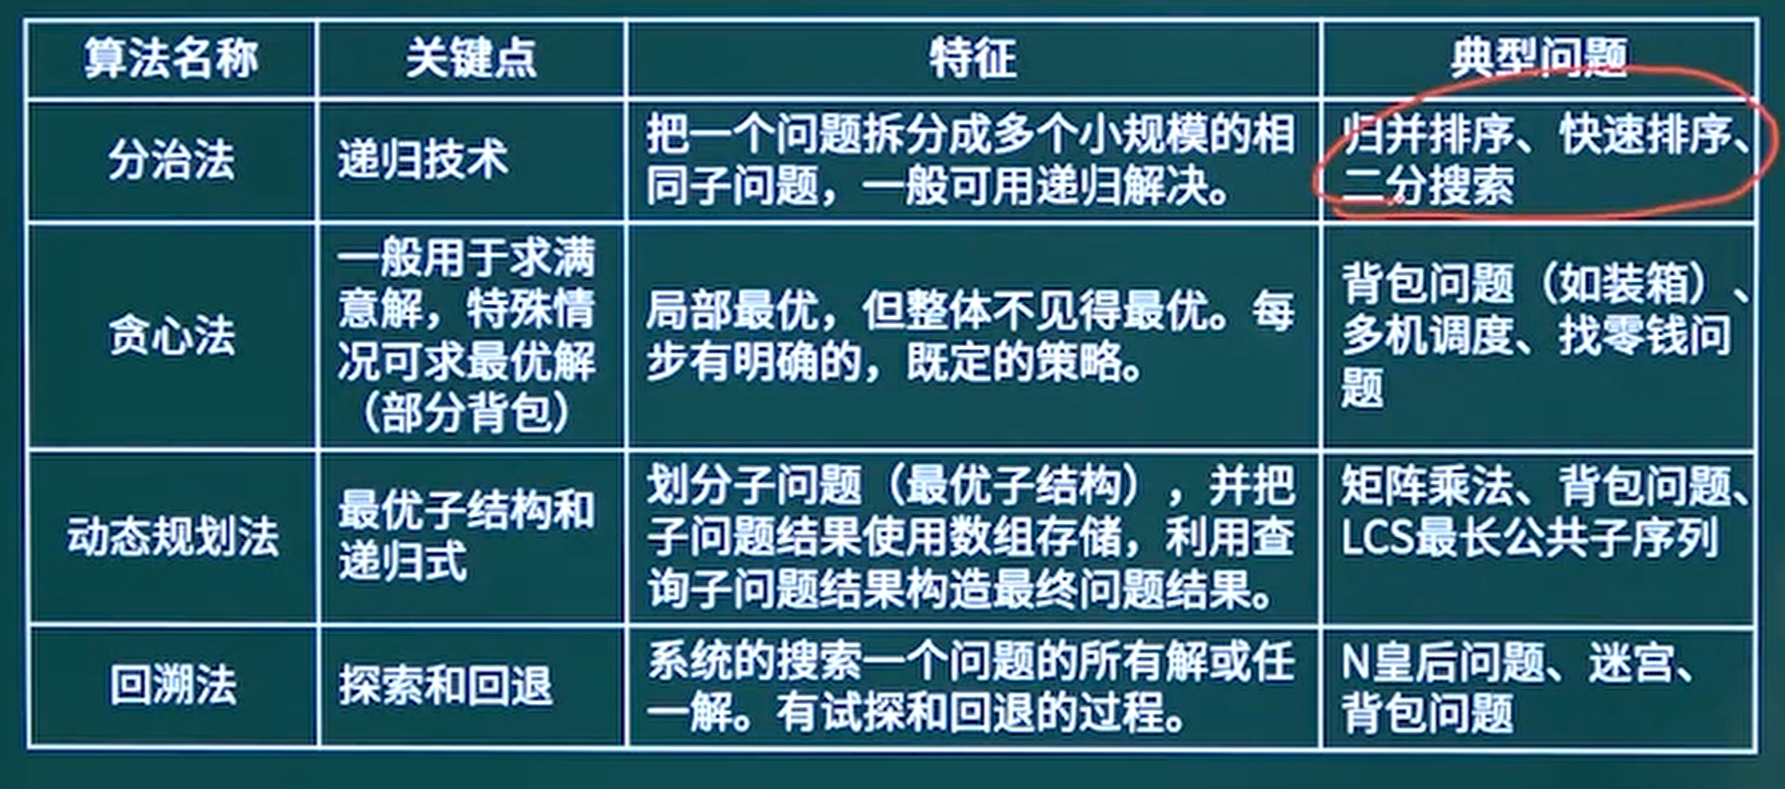 算法名称 关键点 特征 典型问题
分治法
递归技术
把一个问题拆分成多个小规模的相
同子问题，一般可用递归解决。
归并排序、快速排序、
二分搜索
贪心法
一般用于求满
意解，特殊情
况可求最优解
（部分背包）
局部最优，但整体不见得最优。每
步有明确的，既定的策略。
背包问题（如装箱）、
多机调度、找零钱问
题
动态规划法
最优子结构和
递归式
划分子问题（最优子结构），并把
子问题结果使用数组存储，利用查
询子问题结果构造最终问题结果。
矩阵乘法、背包问题、
LCS最长公共子序列
回溯法
探索和回退
系统的搜索一个问题的所有解或任
一解。有试探和回退的过程。
N皇后问题、迷宫、
背包问题